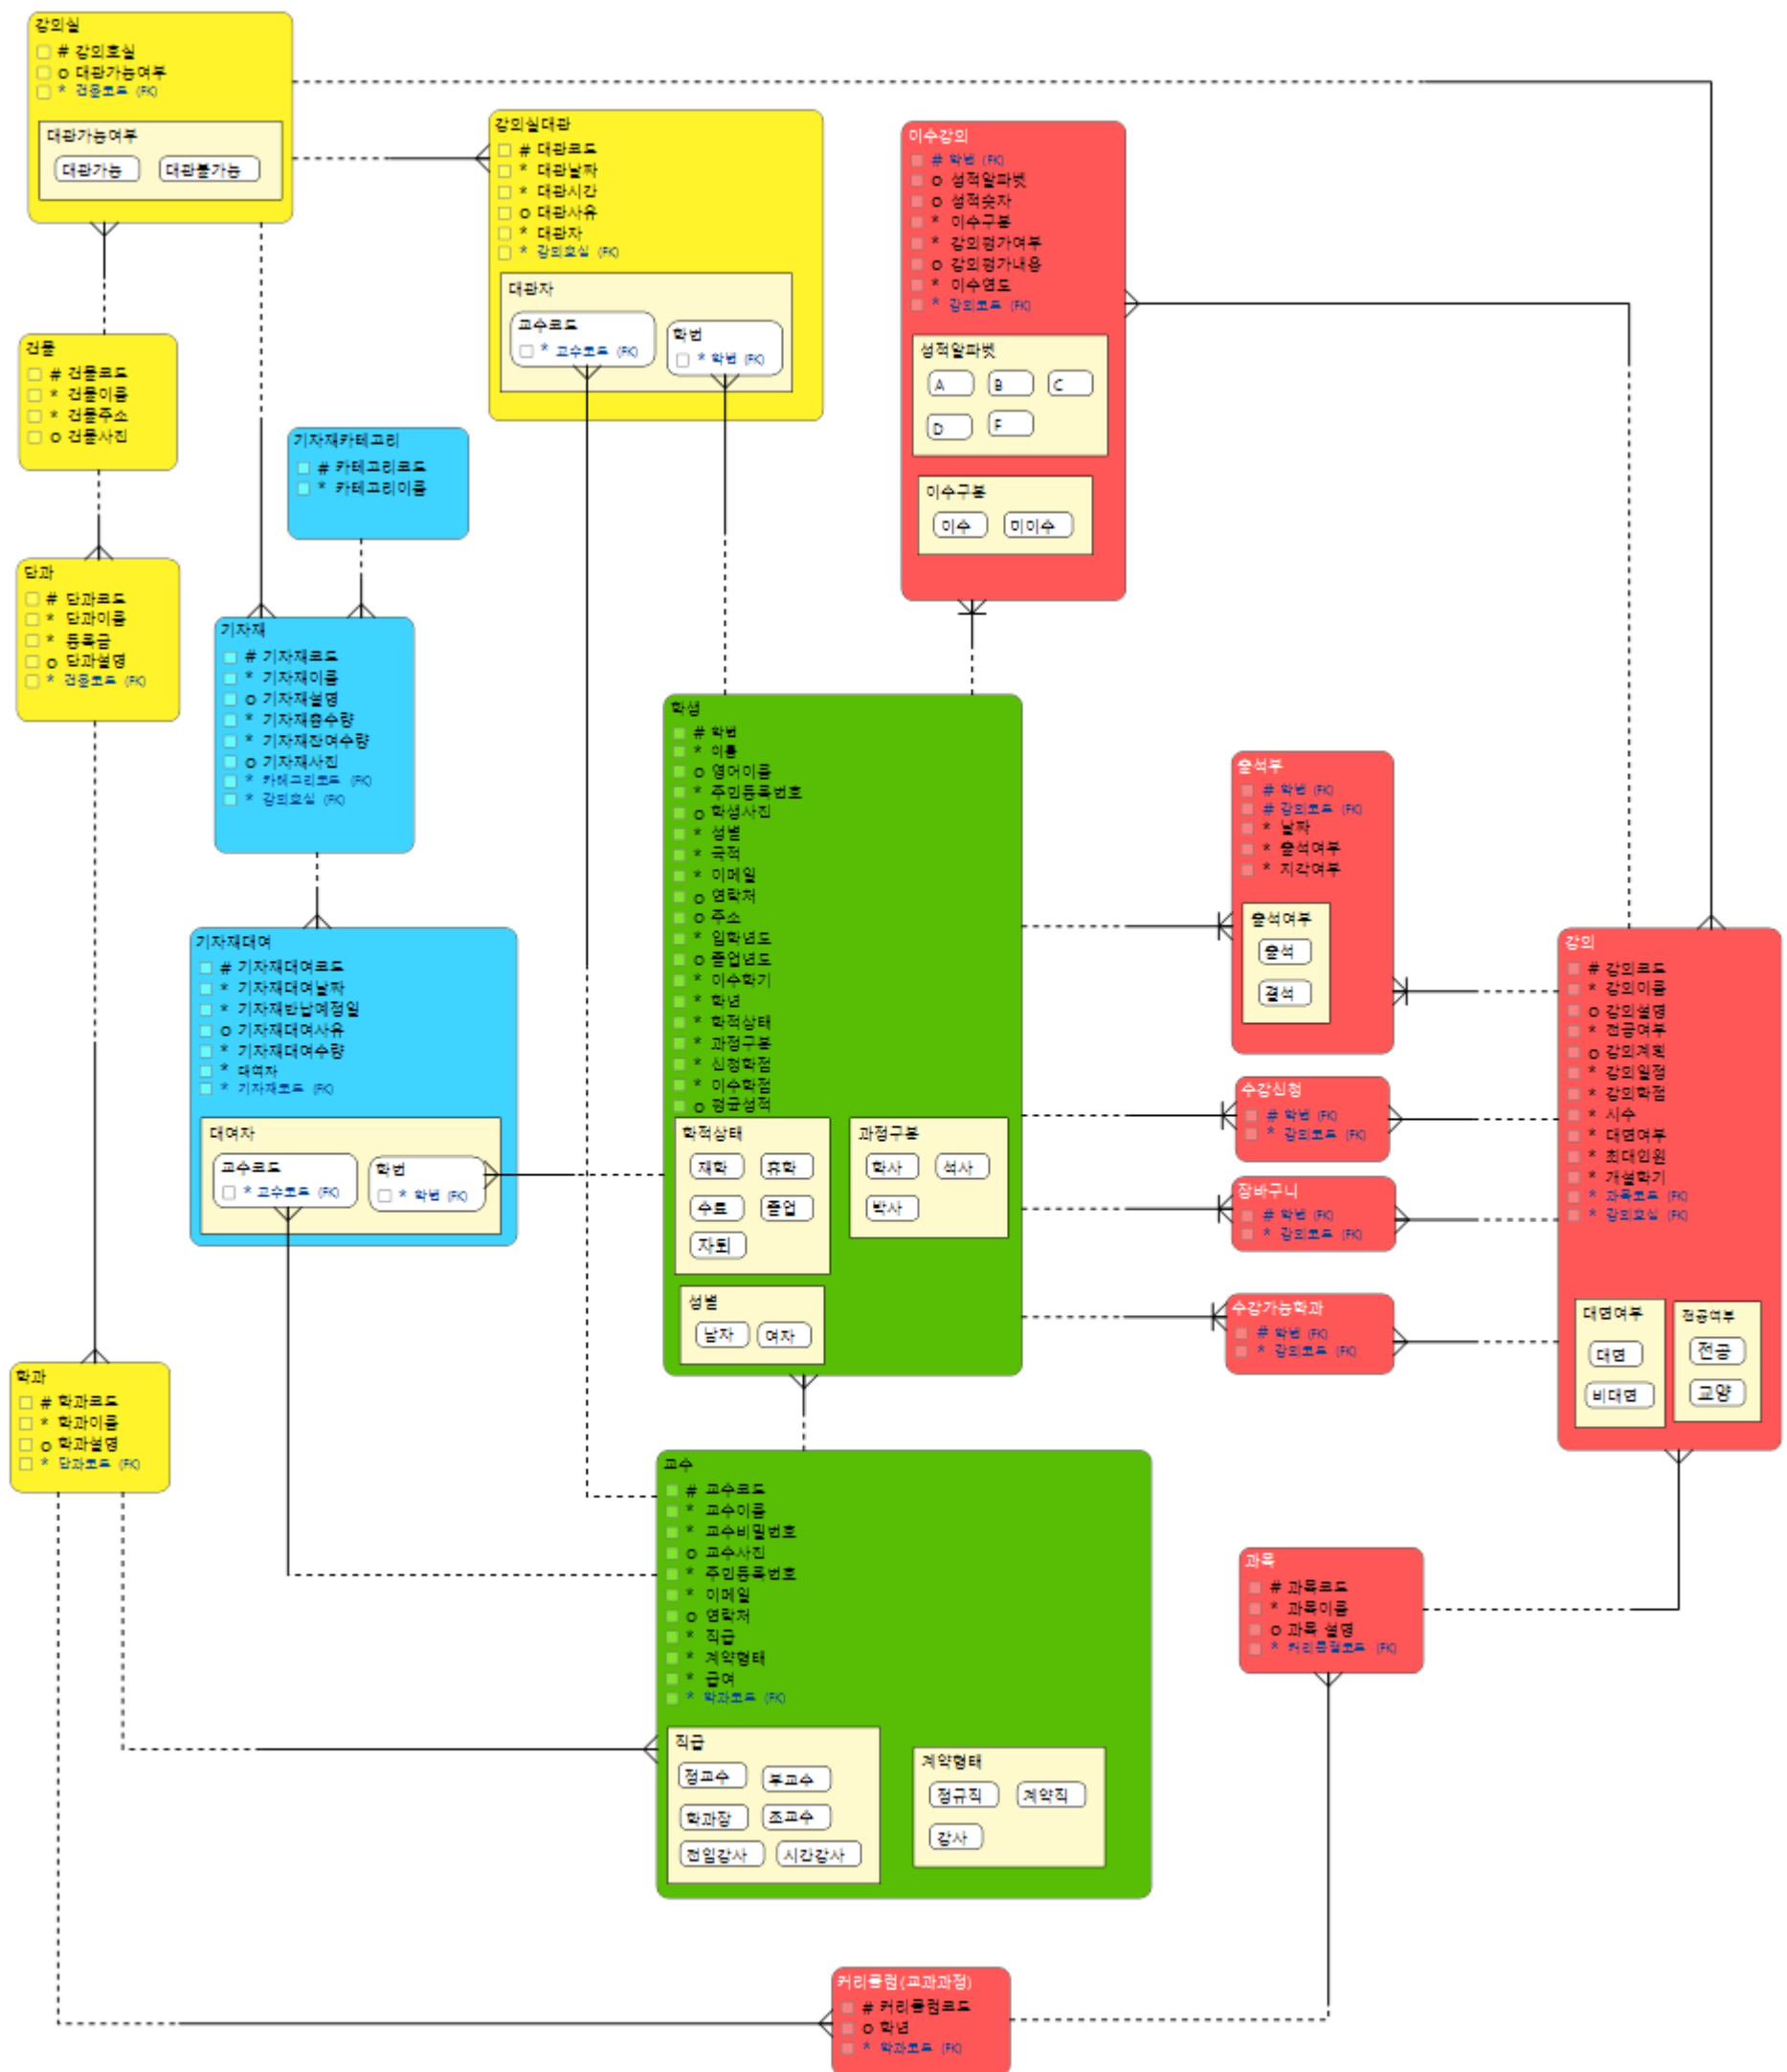 강의실
# 강의호실
o 대관가능여부
* 건물코드 (FK)
대관가능여부
대관가능 대관불가능
강의실대관
# 대관코드
* 대관날짜
* 대관시간
o 대관사유
* 대관자
* 강의호실 (FK)
대관자
교수코드
* 교수코드 (FK)
학번
* 학번 (FK)
이수강의
# 학번 (FK)
o 성적알파벳
o 성적숫자
* 이수구분
* 강의평가여부
o 강의평가내용
* 이수연도
* 강의코드 (FK)
성적알파벳
A B C
D F
이수구분
이수 미이수
건물
# 건물코드
* 건물이름
* 건물주소
o 건물사진
기자재카테고리
# 카테고리코드
* 카테고리이름
단과
# 단과코드
* 단과이름
* 등록금
o 단과설명
* 건물코드 (FK)
기자재
# 기자재코드
* 기자재이름
o 기자재설명
* 기자재총수량
* 기자재잔여수량
o 기자재사진
* 카테고리코드 (FK)
* 강의호실 (FK)
학생
# 학번
* 이름
o 영어이름
* 주민등록번호
o 학생사진
* 성별
* 국적
* 이메일
o 연락처
o 주소
* 입학년도
o 졸업년도
* 이수학기
* 학년
* 학적상태
* 과정구분
* 신청학점
* 이수학점
o 평균성적
학적상태
재학 휴학
수료 졸업
자퇴
과정구분
학사 석사
박사
성별
남자 여자
출석부
# 학번 (FK)
# 강의코드 (FK)
* 날짜
* 출석여부
* 지각여부
출석여부
출석
결석
기자재대여
# 기자재대여코드
* 기자재대여날짜
* 기자재반납예정일
o 기자재대여사유
* 기자재대여수량
* 대여자
* 기자재코드 (FK)
대여자
교수코드
* 교수코드 (FK)
학번
* 학번 (FK)
강의
# 강의코드
* 강의이름
o 강의설명
* 전공여부
o 강의계획
* 강의일정
* 강의학점
* 시수
* 대면여부
* 최대인원
* 개설학기
* 과목코드 (FK)
* 강의호실 (FK)
대면여부
대면
비대면
전공여부
전공
교양
수강신청
# 학번 (FK)
* 강의코드 (FK)
장바구니
# 학번 (FK)
* 강의코드 (FK)
수강가능학과
# 학번 (FK)
* 강의코드 (FK)
학과
# 학과코드
* 학과이름
o 학과설명
* 단과코드 (FK)
교수
# 교수코드
* 교수이름
* 교수비밀번호
o 교수사진
* 주민등록번호
* 이메일
o 연락처
* 직급
* 계약형태
* 급여
* 학과코드 (FK)
직급
정교수 부교수
학과장 조교수
전임강사 시간강사
계약형태
정규직 계약직
강사
과목
# 과목코드
* 과목이름
o 과목 설명
* 커리큘럼코드 (FK)
커리큘럼(교과과정)
# 커리큘럼코드
o 학년
* 학과코드 (FK)